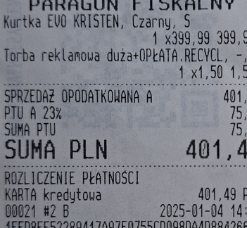 PARAGON FISKALNY
Kurtka EVO KRISTEN, Czarny, S
1 x399,99 399,9
Torba reklamowa duża+OPŁATA.RECYCL, -,
1 x1,50 1,5
SPRZEDAŻ OPODATKOWANA A 401,
PTU A 23% 75,
SUMA PTU 75,
SUMA PLN 401,4
ROZLICZENIE PŁATNOŚCI
KARTA kredytowa 401,49 P
00021 #2 B 2025-01-04 14: